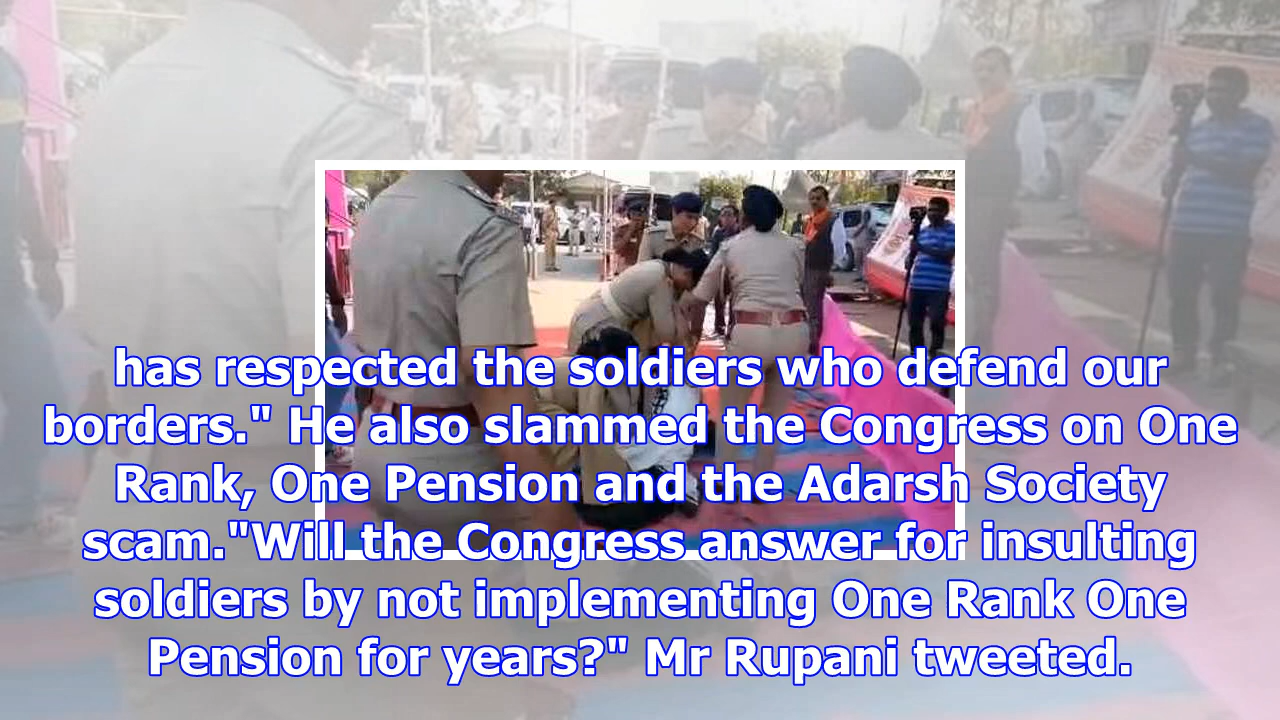 has respected the soldiers who defend our
borders." He also slammed the Congress on One
Rank, One Pension and the Adarsh Society
scam."Will the Congress answer for insulting
soldiers by not implementing One Rank One
Pension for years?" Mr Rupani tweeted.